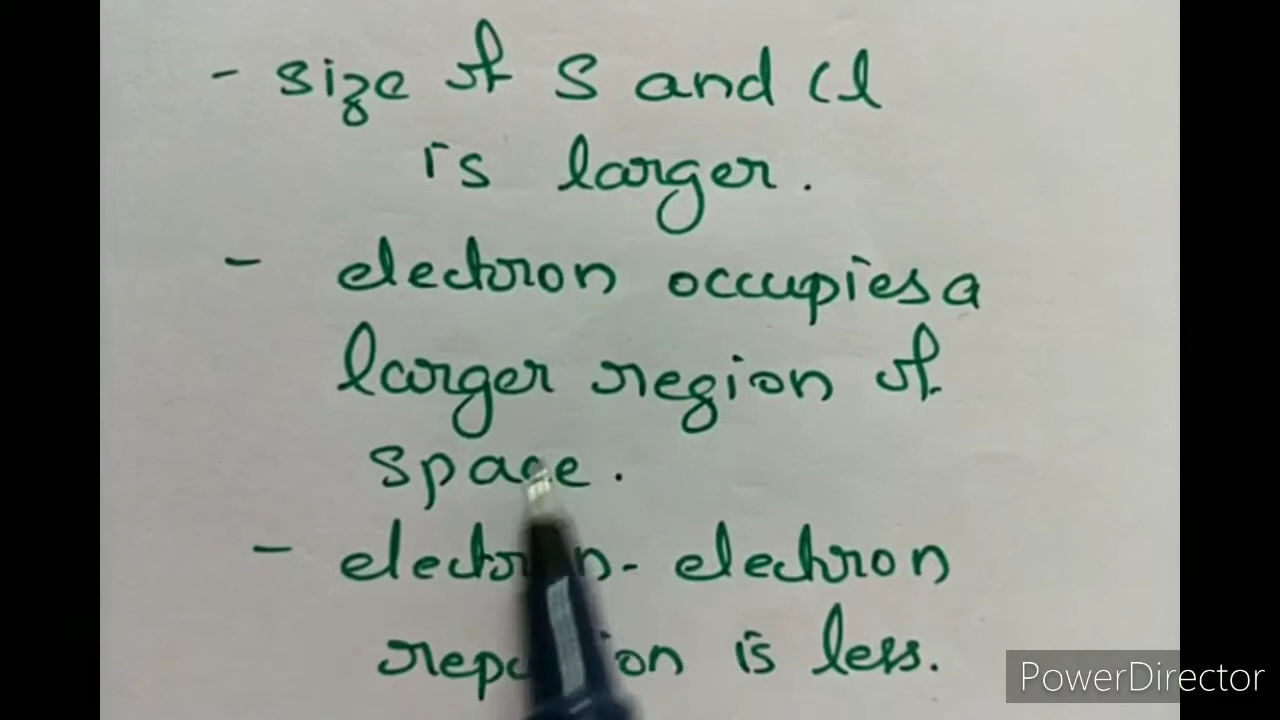 - size of S and Cl
is larger.
- electron occupies a
larger region of
space.
- electron - electron
is less.
PowerDirector